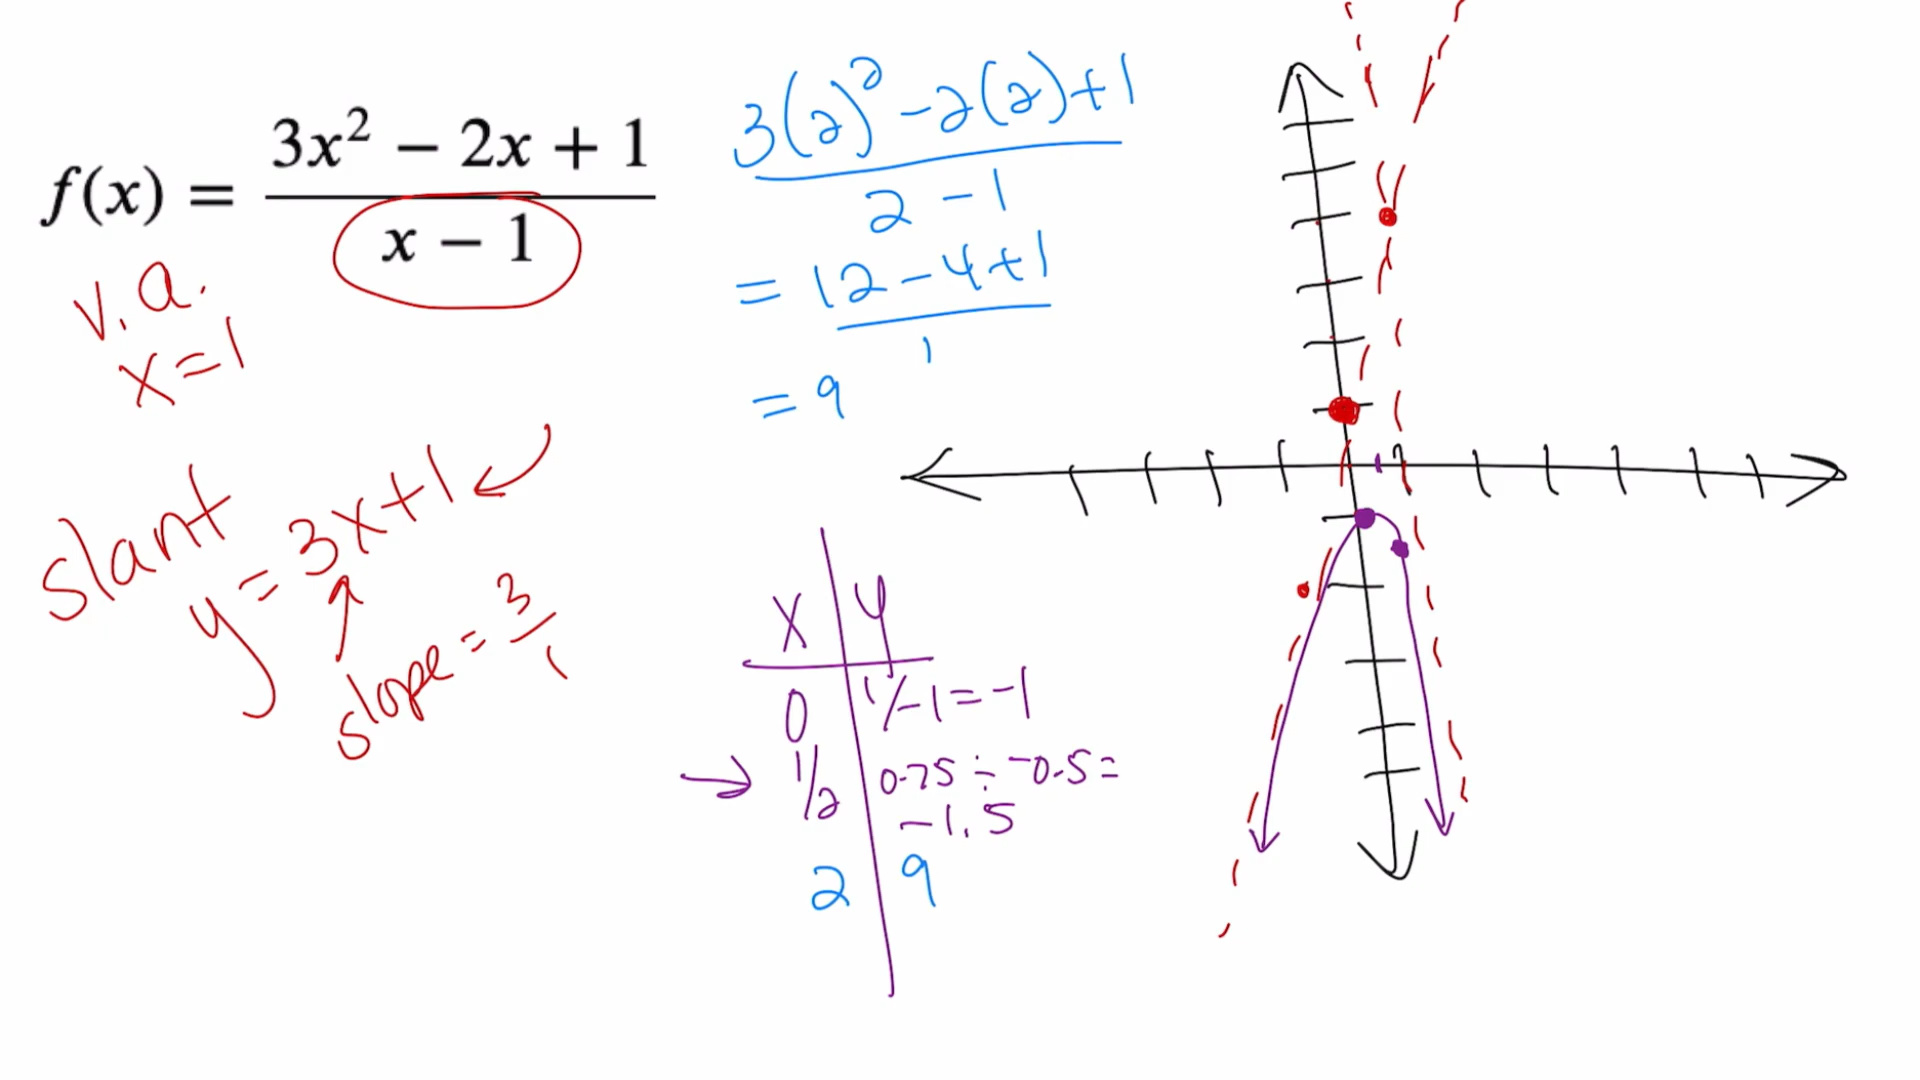 f(x) = 3x² − 2x + 1
x − 1
v.a.
x=1
slant
y = 3x+1
slope = 3/1
3(2)²-2(2)+1
2-1
= 12-4+1
1
= 9
x y
0 1/-1 = -1
1/2 0.75 ÷ -0.5 =
-1.5
2 9